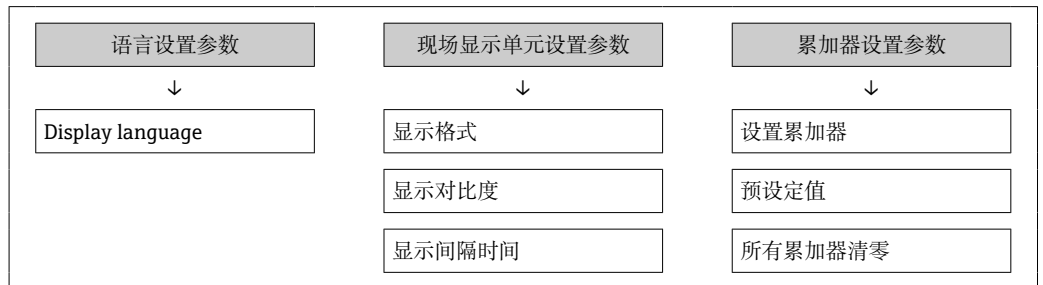 语言设置参数
现场显示单元设置参数
累加器设置参数
Display language
显示格式
设置累加器
显示对比度
预设定值
显示间隔时间
所有累加器清零